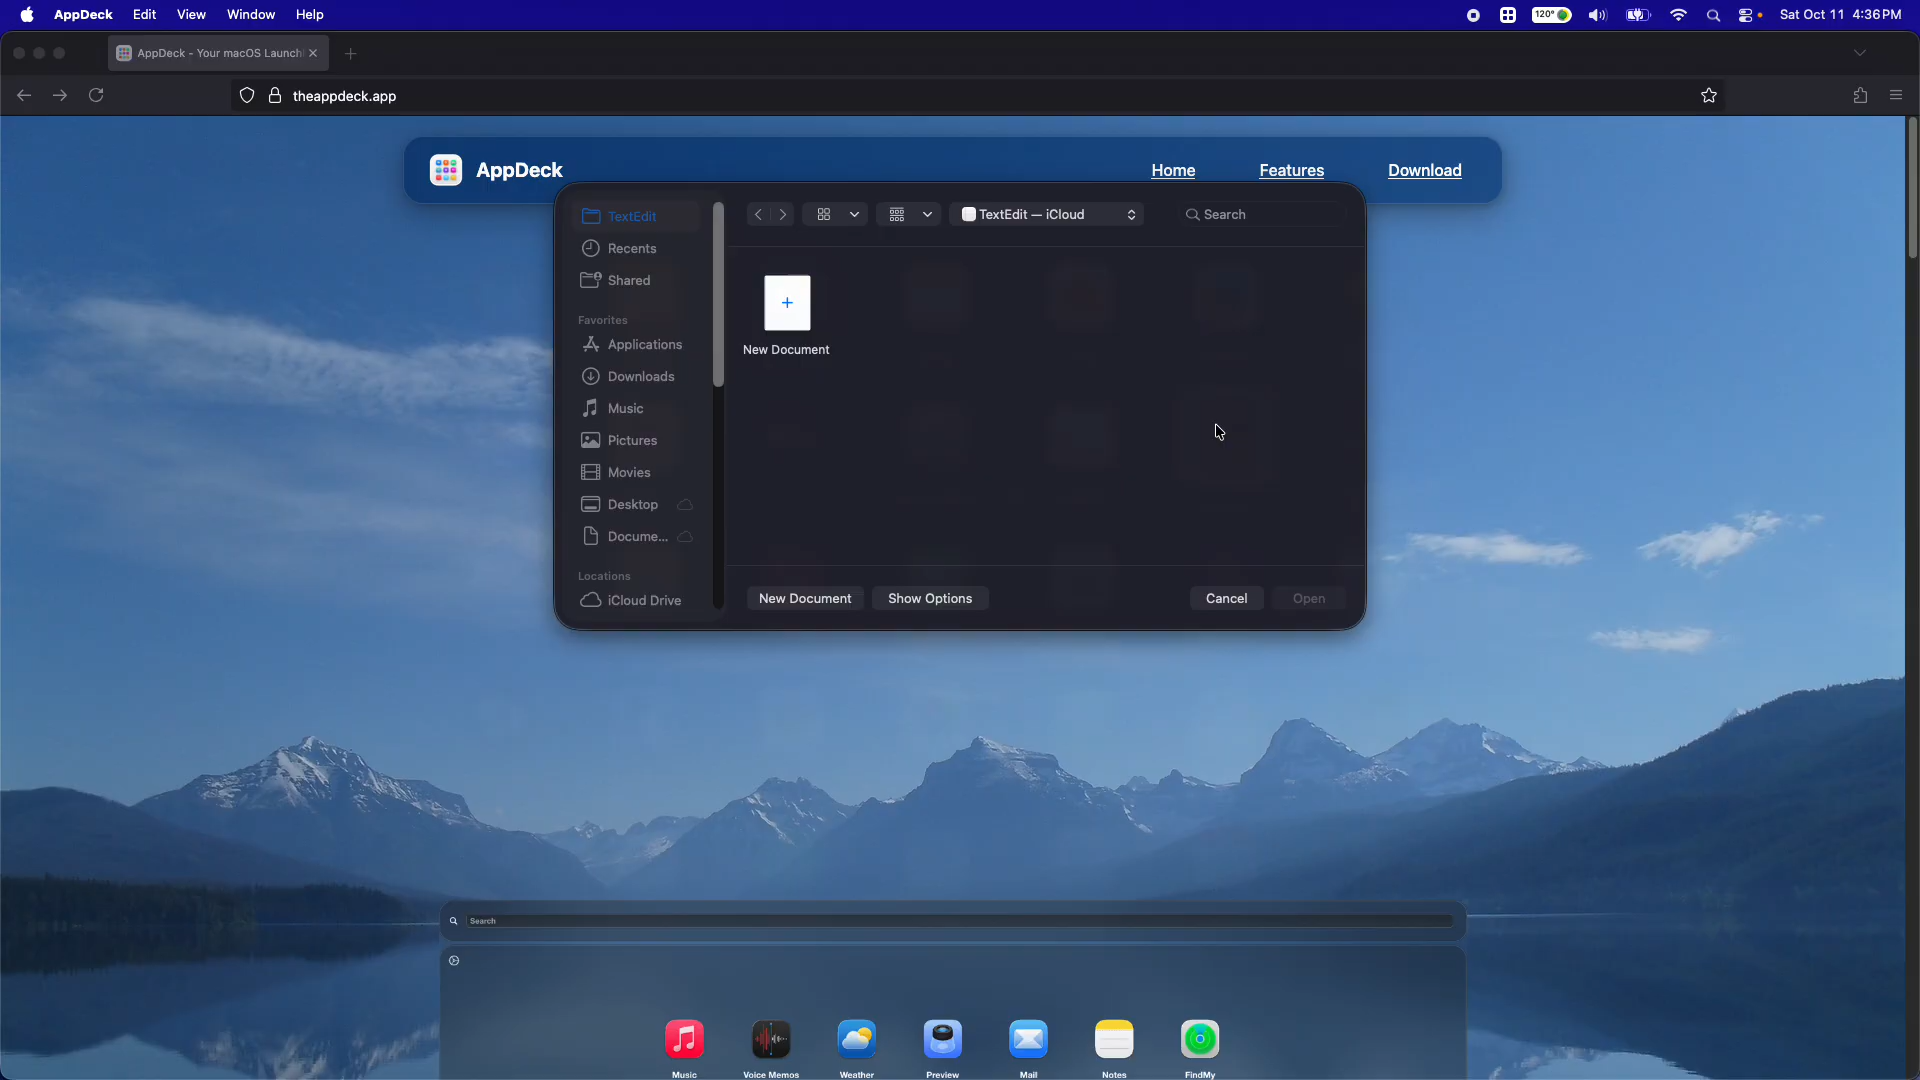 AppDeck Edit View Window Help 120° Sat Oct 11 4:36PM
AppDeck - Your macOS Launch
theappdeck.app
AppDeck Home Features Download
TextEdit
Recents
Shared
Favorites
Applications
Downloads
Music
Pictures
Movies
Desktop
Docume...
Locations
iCloud Drive
TextEdit — iCloud Search
New Document
New Document Show Options Cancel Open
Search
Music Voice Memos Weather Preview Mail Notes FindMy